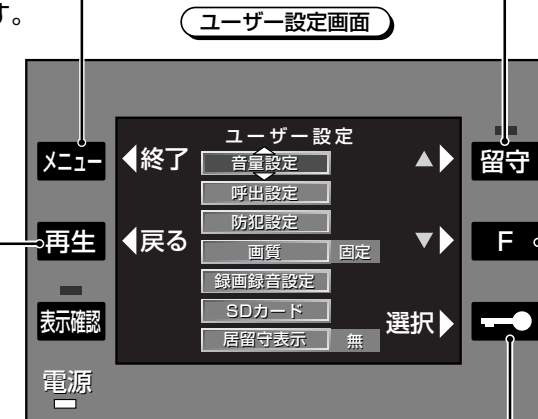 す。
ユーザー設定画面
ユーザー設定
メニュー
終了
音量設定
▲
留守
呼出設定
防犯設定
再生
戻る
画質 固定
▼
F
録画録音設定
SDカード
表示確認
選択
居留守表示 無
電源